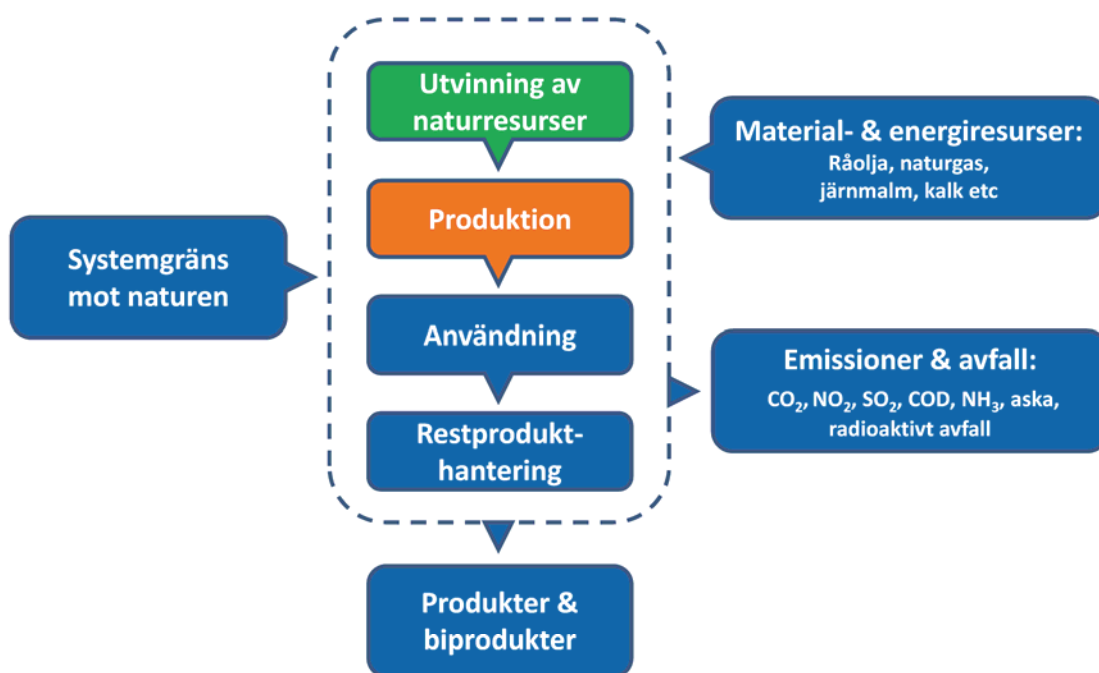 Utvinning av
naturresurser
Produktion
Användning
Restprodukt-
hantering
Produkter &
biprodukter
Systemgräns
mot naturen
Material- & energiresurser:
Råolja, naturgas,
järnmalm, kalk etc
Emissioner & avfall:
CO₂, NO₂, SO₂, COD, NH₃, aska,
radioaktivt avfall